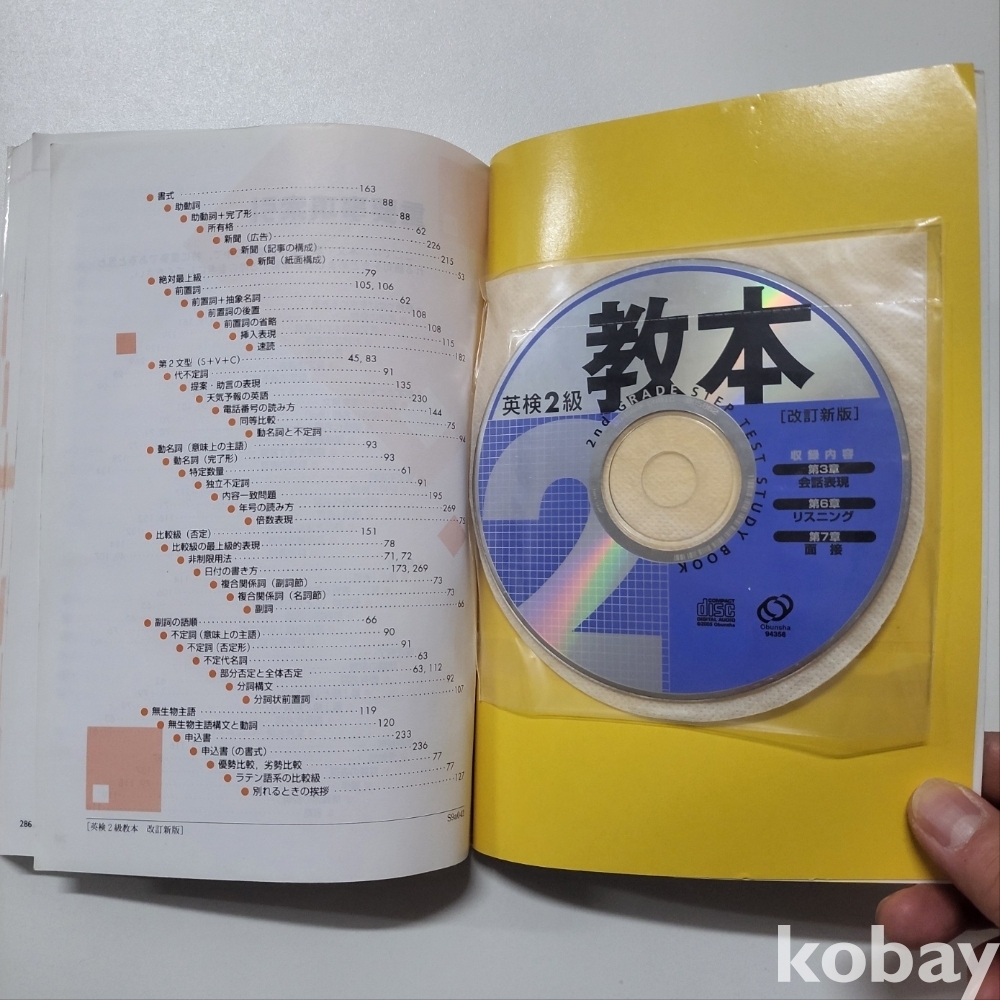 ●書式 163
●助動詞 88
●助動詞＋完了形 88
●所有格 62
●新聞（広告） 226
●新聞（記事の構成） 215
●新聞（紙面構成） 53
●絶対最上級 79
●前置詞 105, 106
●前置詞＋抽象名詞 62
●前置詞の後置 108
●前置詞の省略 108
●挿入表現 115
●速読 182
●第２文型（S＋V＋C） 45, 83
●代不定詞 91
●提案・助言の表現 135
●天気予報の英語 230
●電話番号の読み方 144
●同等比較 75
●動名詞と不定詞 94
●動名詞（意味上の主語） 93
●動名詞（完了形） 93
●特定数量 61
●独立不定詞 91
●内容一致問題 195
●年号の読み方 269
●倍数表現 75
●比較級（否定） 151
●比較級の最上級的表現 78
●非制限用法 71, 72
●日付の書き方 173, 269
●複合関係詞（副詞節） 73
●複合関係詞（名詞節） 73
●副詞 66
●副詞の語順 66
●不定詞（意味上の主語） 90
●不定詞（否定形） 91
●不定代名詞 63
●部分否定と全体否定 63, 112
●分詞構文 92
●分詞状前置詞 107
●無生物主語 119
●無生物主語構文と動詞 120
●申込書 233
●申込書（の書式） 236
●優勢比較, 劣勢比較 77
●ラテン語系の比較級 77
●別れるときの挨拶 127
286
［英検２級教本 改訂新版］
教本
英検2級
［改訂新版］
2nd GRADE STEP TEST STUDY BOOK
2
収録内容
第3章
会話表現
第6章
リスニング
第7章
面接
COMPACT
disc
DIGITAL AUDIO
Obunsha
94358
kobay